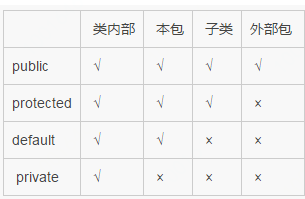 类内部 本包 子类 外部包
public √ √ √ √
protected √ √ √ ×
default √ √ × ×
private √ × × ×